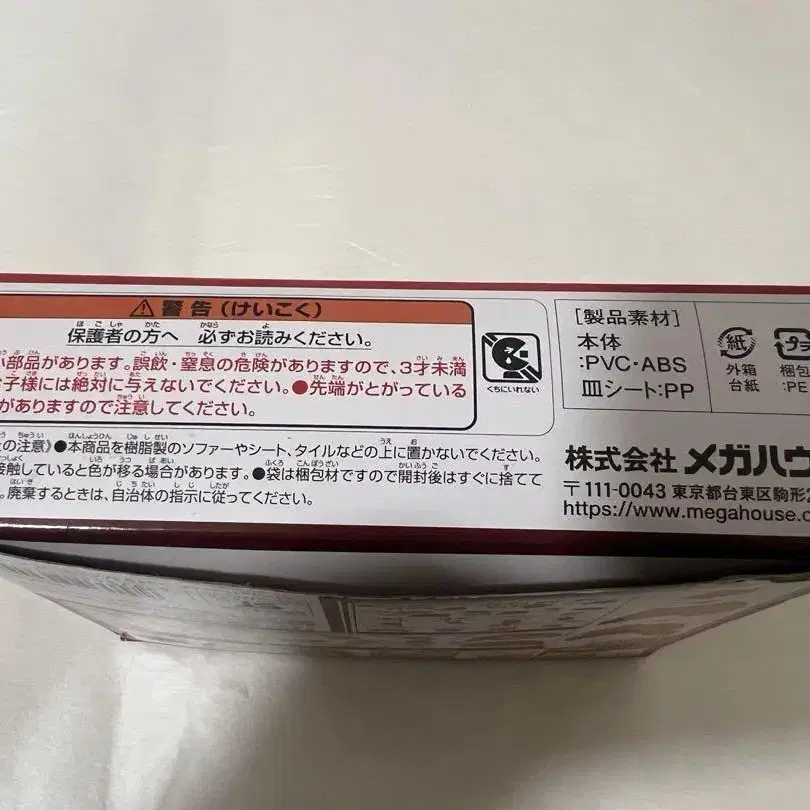 ⚠警告(けいこく)
保護者の方へ 必ずお読みください。
い部品があります。誤飲・窒息の危険がありますので、3才未満
子様には絶対に与えないでください。●先端がとがっている
がありますので注意してください。
くちにいれない
の注意》●本商品を樹脂製のソファーやシート、タイルなどの上に置かないでください。
接触していると色が移る場合があります。●袋は梱包材ですので開封後はすぐに捨てて
。廃棄するときは、自治体の指示に従ってください。
[製品素材]
本体
:PVC・ABS
皿シート:PP
紙
外箱
台紙
プラ
梱包
:PE
株式会社 メガハウ
〒111-0043 東京都台東区駒形2
https://www.megahouse.c